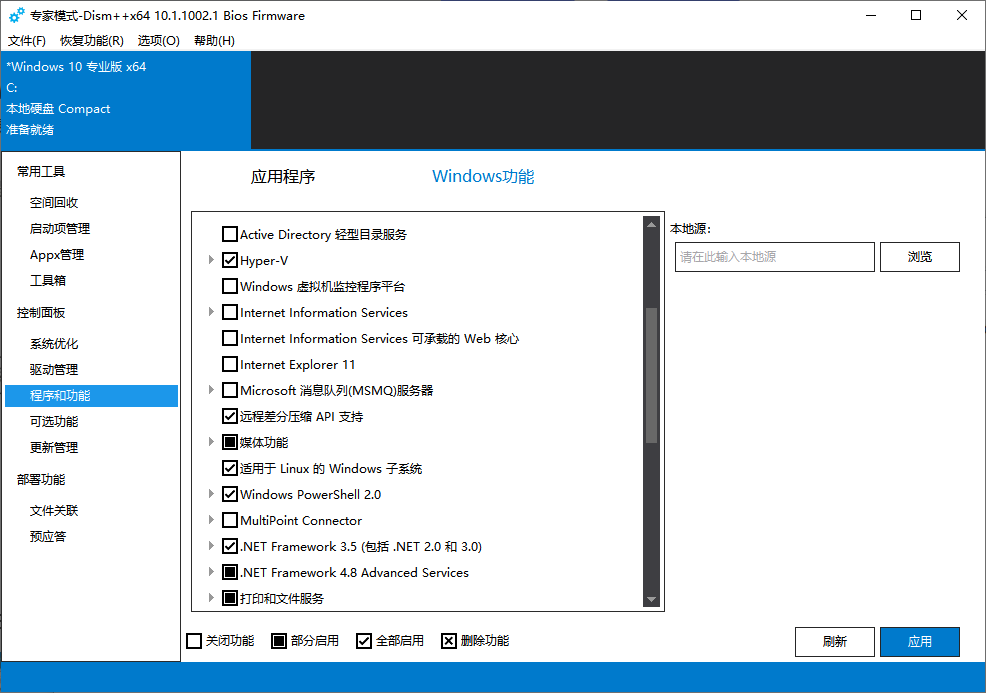 专家模式-Dism++x64 10.1.1002.1 Bios Firmware
文件(F) 恢复功能(R) 选项(O) 帮助(H)
*Windows 10 专业版 x64
C:
本地硬盘 Compact
准备就绪
常用工具
空间回收
启动项管理
Appx管理
工具箱
控制面板
系统优化
驱动管理
程序和功能
可选功能
更新管理
部署功能
文件关联
预应答
应用程序 Windows功能
Active Directory 轻型目录服务
Hyper-V
Windows 虚拟机监控程序平台
Internet Information Services
Internet Information Services 可承载的 Web 核心
Internet Explorer 11
Microsoft 消息队列(MSMQ)服务器
远程差分压缩 API 支持
媒体功能
适用于 Linux 的 Windows 子系统
Windows PowerShell 2.0
MultiPoint Connector
.NET Framework 3.5 (包括 .NET 2.0 和 3.0)
.NET Framework 4.8 Advanced Services
打印和文件服务
本地源:
请在此输入本地源 浏览
关闭功能 部分启用 全部启用 删除功能
刷新 应用